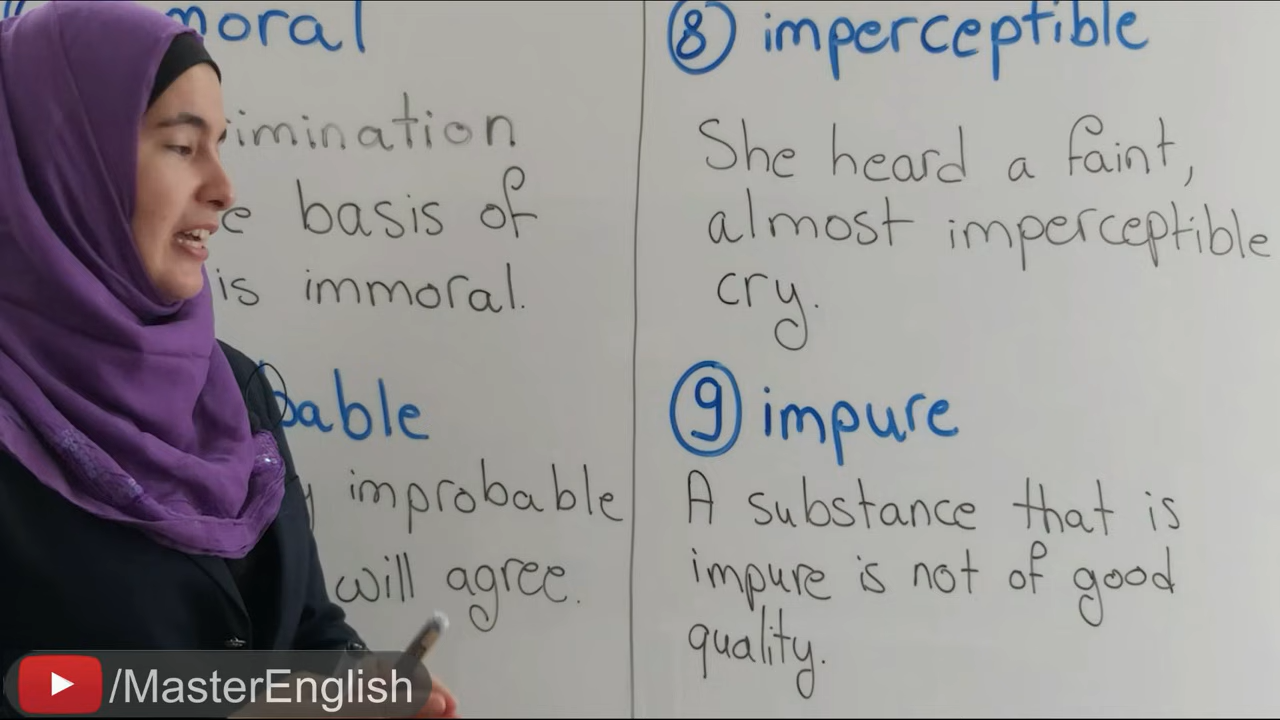 moral
imination
basis of
is immoral.
bable
improbable
will agree.
8 imperceptible
She heard a faint,
almost imperceptible
cry.
9 impure
A substance that is
impure is not of good
quality.
/MasterEnglish